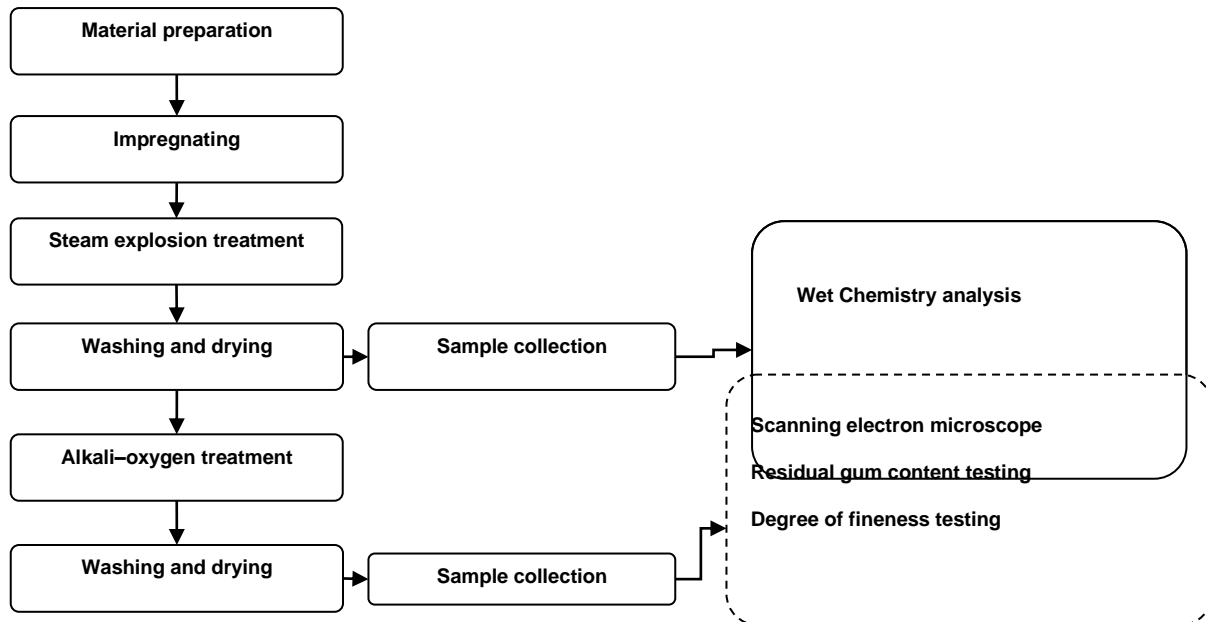 Material preparation
Impregnating
Steam explosion treatment
Washing and drying
Sample collection
Alkali–oxygen treatment
Washing and drying
Sample collection
Wet Chemistry analysis
Scanning electron microscope
Residual gum content testing
Degree of fineness testing